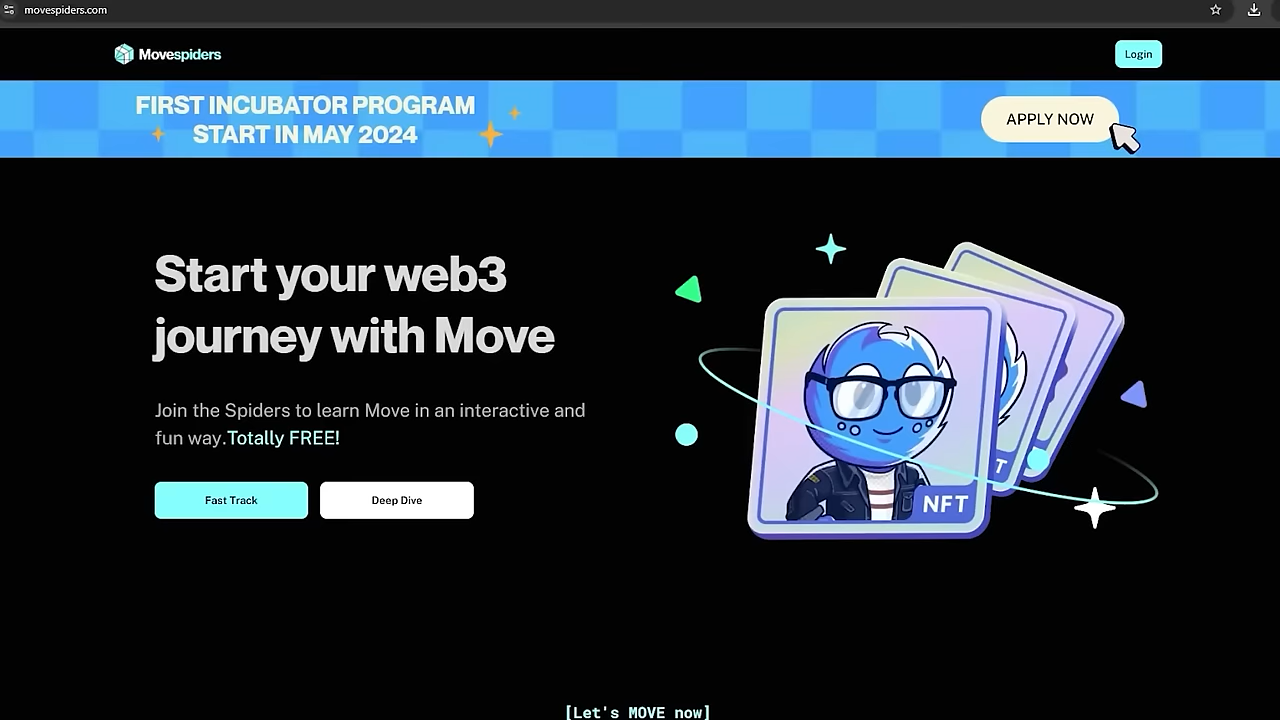 movespiders.com
Movespiders
Login
FIRST INCUBATOR PROGRAM
START IN MAY 2024
APPLY NOW
Start your web3
journey with Move
Join the Spiders to learn Move in an interactive and
fun way.Totally FREE!
Fast Track
Deep Dive
NFT
T
[Let's MOVE now]